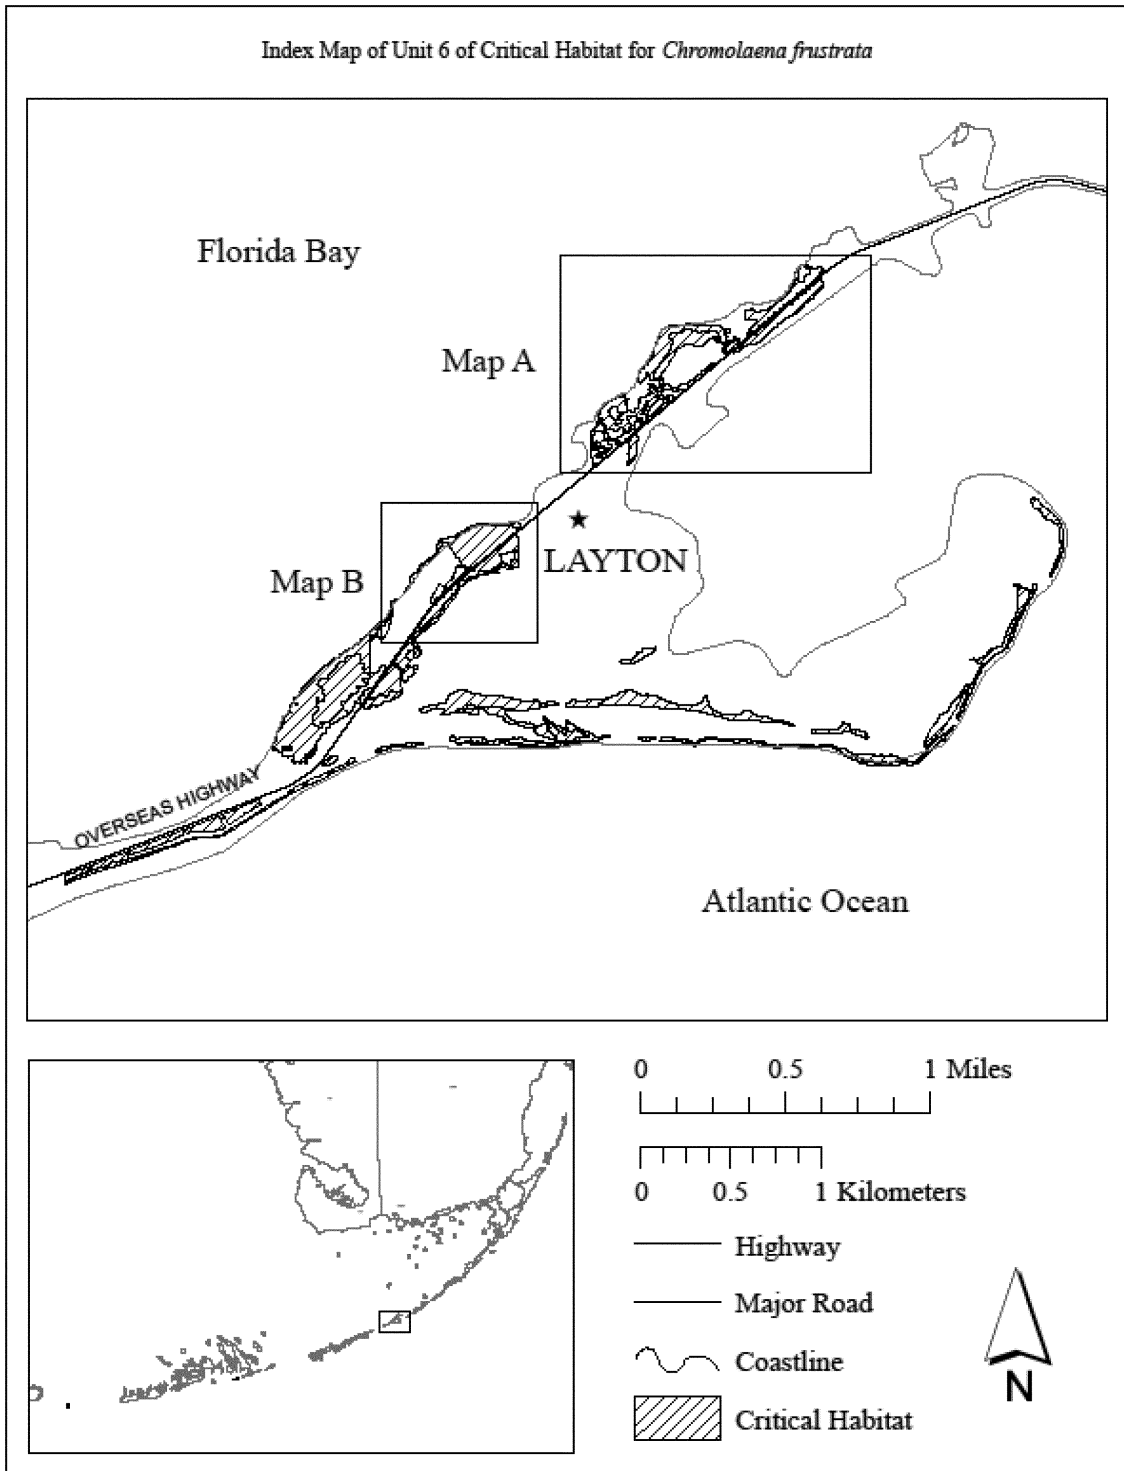 Index Map of Unit 6 of Critical Habitat for Chromolaena frustrata
Florida Bay
Map A
LAYTON
Map B
OVERSEAS HIGHWAY
Atlantic Ocean
0 0.5 1 Miles
0 0.5 1 Kilometers
Highway
Major Road
Coastline
Critical Habitat
N